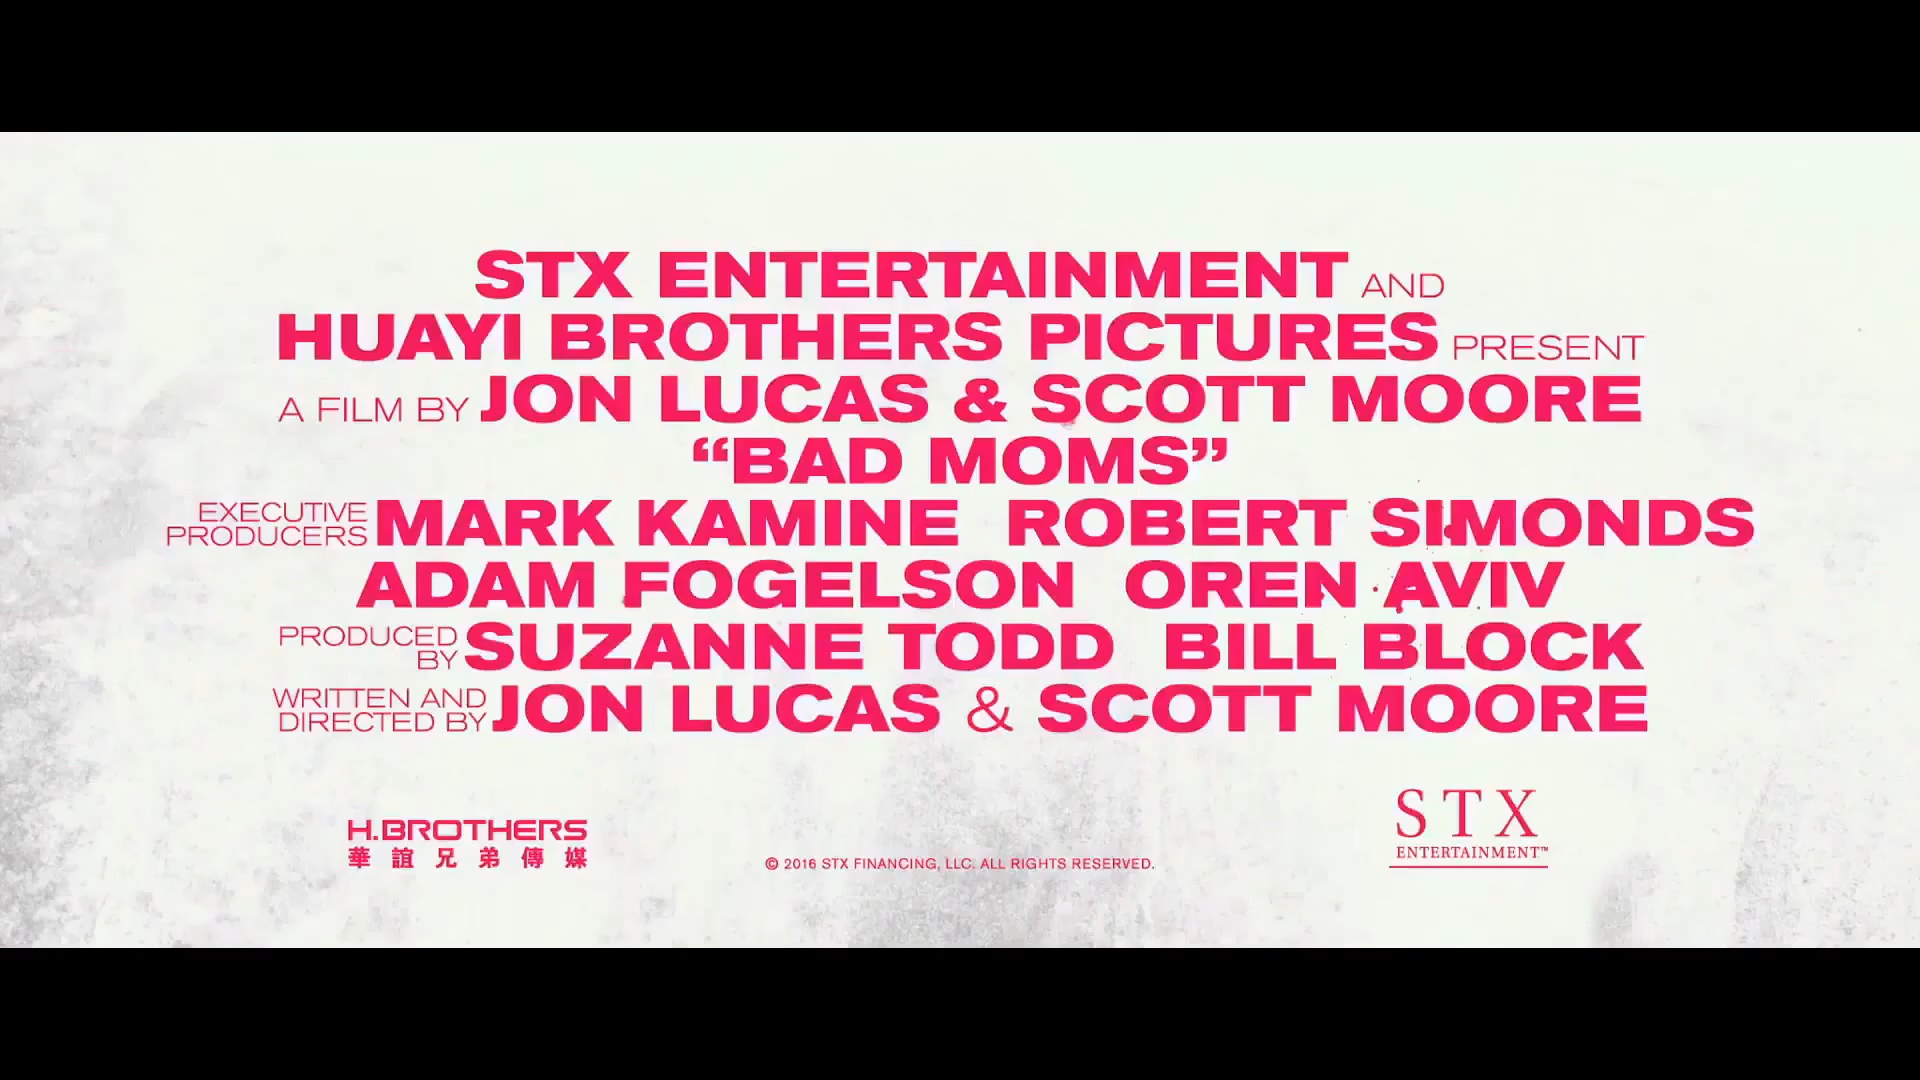 STX ENTERTAINMENT AND
HUAYI BROTHERS PICTURES PRESENT
A FILM BY JON LUCAS & SCOTT MOORE
“BAD MOMS”
EXECUTIVE PRODUCERS MARK KAMINE ROBERT SIMONDS
ADAM FOGELSON OREN AVIV
PRODUCED BY SUZANNE TODD BILL BLOCK
WRITTEN AND DIRECTED BY JON LUCAS & SCOTT MOORE
H.BROTHERS
華誼兄弟傳媒
© 2016 STX FINANCING, LLC. ALL RIGHTS RESERVED.
STX
ENTERTAINMENT™